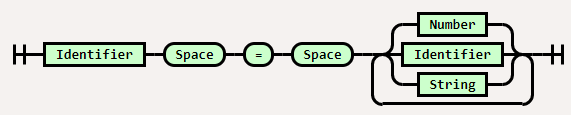 Number
Identifier Space = Space Identifier
String